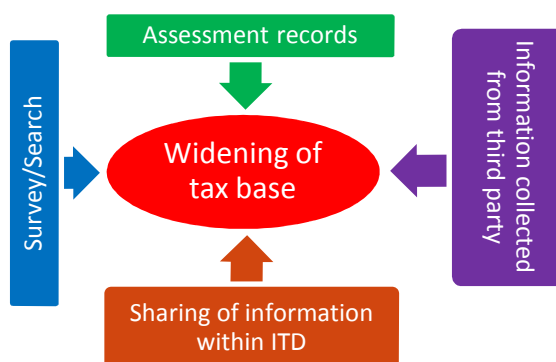 Assessment records
Survey/Search
Widening of
tax base
Information collected
from third party
Sharing of information
within ITD